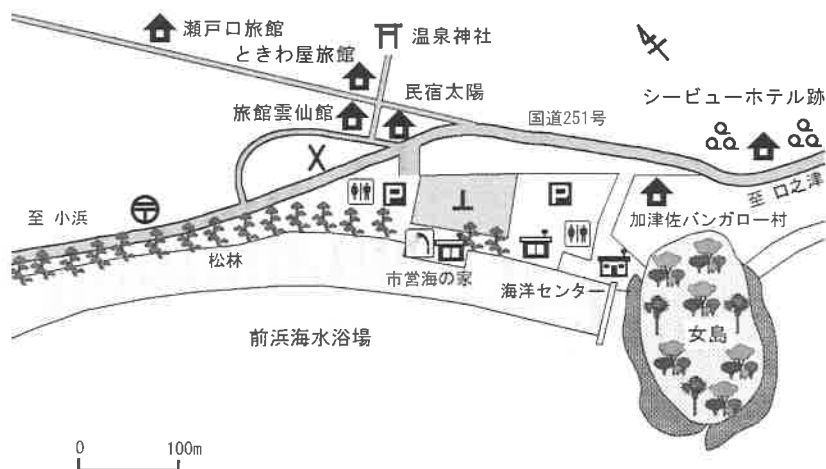 瀬戸口旅館
ときわ屋旅館
温泉神社
民宿太陽
旅館雲仙館
国道251号
シービューホテル跡
至 口之津
至 小浜
加津佐バンガロー村
松林
市営海の家
海洋センター
女島
前浜海水浴場
0 100m